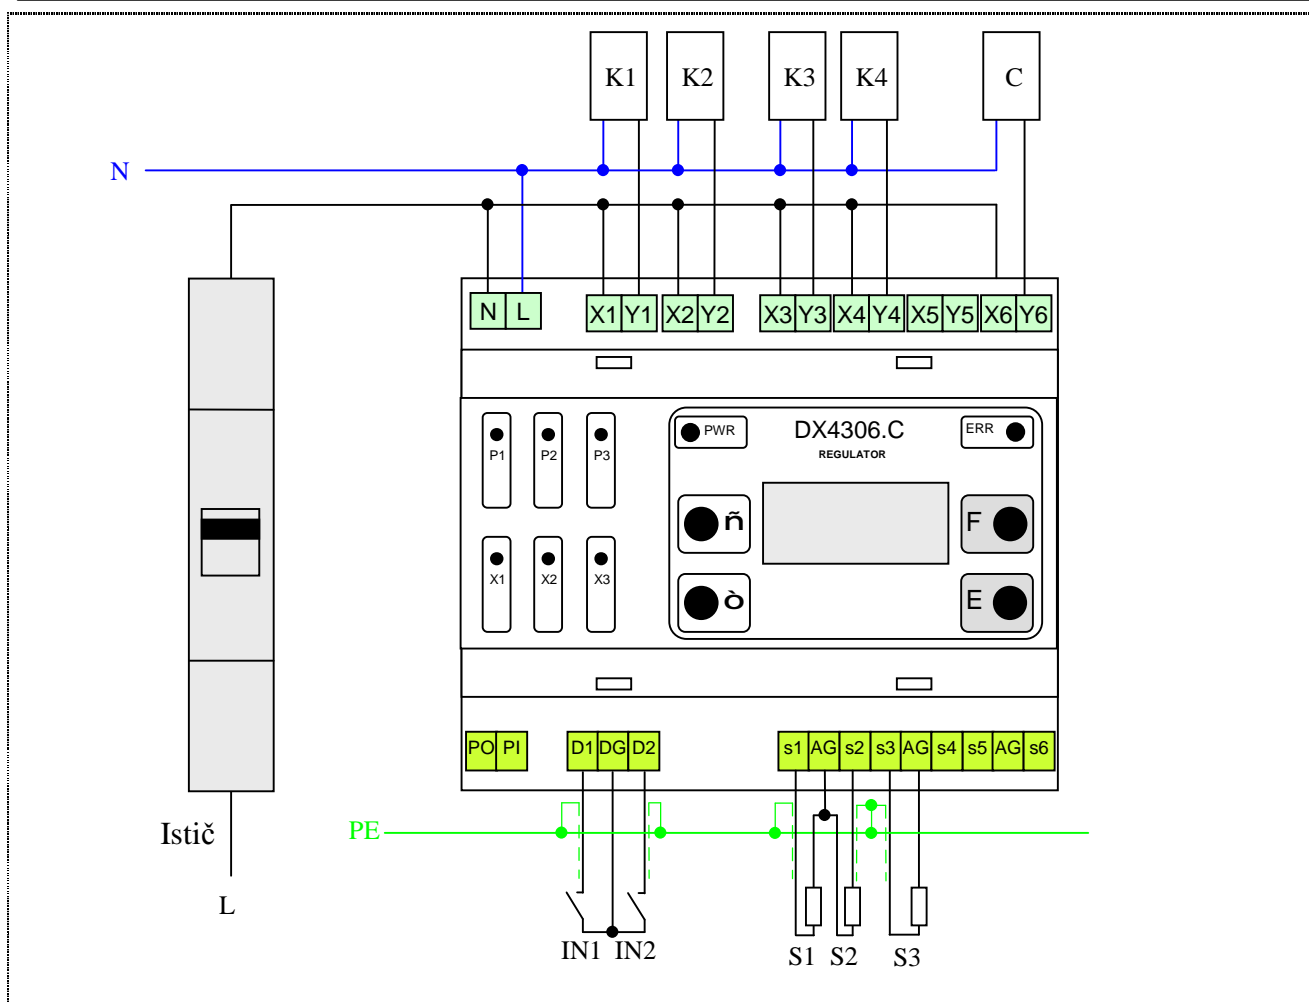 K1 K2 K3 K4 C
N
N L X1 Y1 X2 Y2 X3 Y3 X4 Y4 X5 Y5 X6 Y6
PWR DX4306.C ERR
REGULATOR
P1 P2 P3
ñ F
X1 X2 X3
ò E
PO PI D1 DG D2 s1 AG s2 s3 AG s4 s5 AG s6
Istič PE
L
IN1 IN2 S1 S2 S3